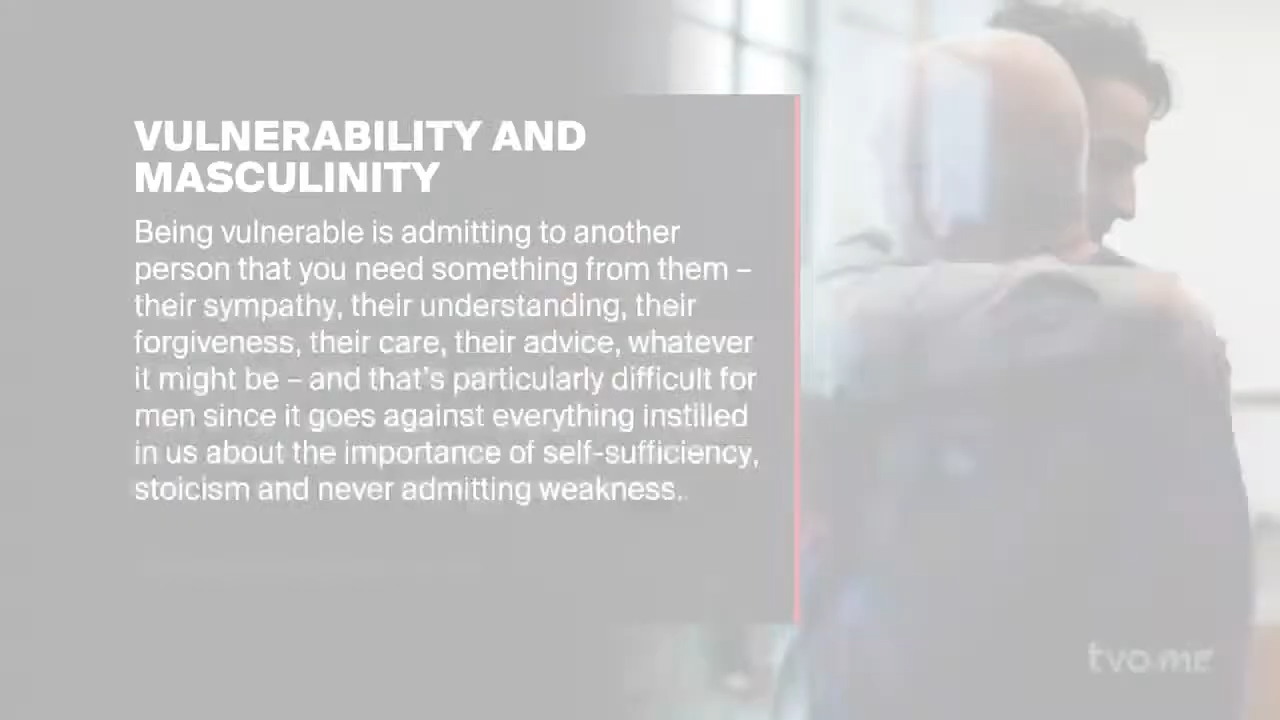 VULNERABILITY AND
MASCULINITY
Being vulnerable is admitting to another
person that you need something from them –
their sympathy, their understanding, their
forgiveness, their care, their advice, whatever
it might be – and that's particularly difficult for
men since it goes against everything instilled
in us about the importance of self-sufficiency,
stoicism and never admitting weakness.